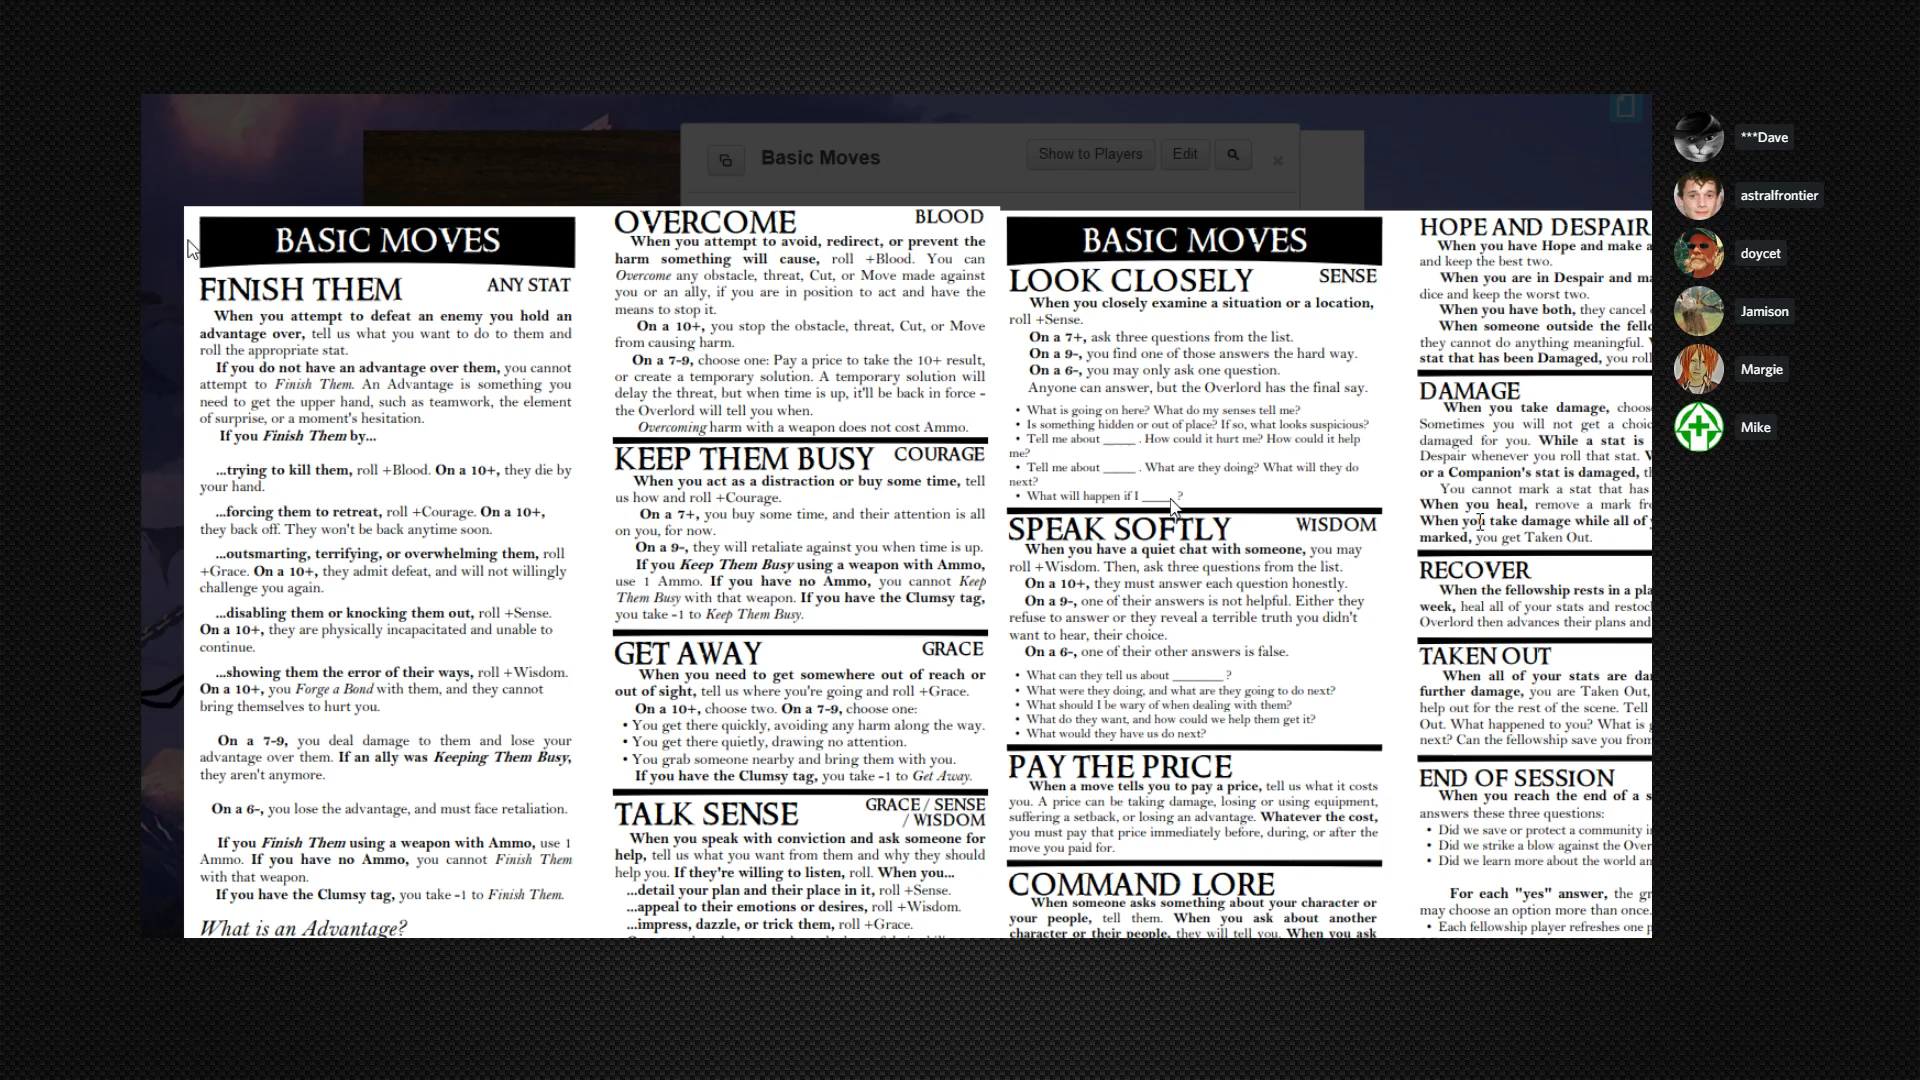 Basic Moves
Show to Players
Edit
BASIC MOVES
FINISH THEM
ANY STAT
When you attempt to defeat an enemy you hold an
advantage over, tell us what you want to do to them and
roll the appropriate stat.
If you do not have an advantage over them, you cannot
attempt to Finish Them. An Advantage is something you
need to get the upper hand, such as teamwork, the element
of surprise, or a moment's hesitation.
If you Finish Them by...
...trying to kill them, roll +Blood. On a 10+, they die by
your hand.
...forcing them to retreat, roll +Courage. On a 10+,
they back off. They won't be back anytime soon.
...outsmarting, terrifying, or overwhelming them, roll
+Grace. On a 10+, they admit defeat, and will not willingly
challenge you again.
...disabling them or knocking them out, roll +Sense.
On a 10+, they are physically incapacitated and unable to
continue.
...showing them the error of their ways, roll +Wisdom.
On a 10+, you Forge a Bond with them, and they cannot
bring themselves to hurt you.
On a 7-9, you deal damage to them and lose your
advantage over them. If an ally was Keeping Them Busy,
they aren't anymore.
On a 6-, you lose the advantage, and must face retaliation.
If you Finish Them using a weapon with Ammo, use 1
Ammo. If you have no Ammo, you cannot Finish Them
with that weapon.
If you have the Clumsy tag, you take -1 to Finish Them.
What is an Advantage?
OVERCOME
BLOOD
When you attempt to avoid, redirect, or prevent the
harm something will cause, roll +Blood. You can
Overcome any obstacle, threat, Cut, or Move made against
you or an ally, if you are in position to act and have the
means to stop it.
On a 10+, you stop the obstacle, threat, Cut, or Move
from causing harm.
On a 7-9, choose one: Pay a price to take the 10+ result,
or create a temporary solution. A temporary solution will
delay the threat, but when time is up, it'll be back in force -
the Overlord will tell you when.
Overcoming harm with a weapon does not cost Ammo.
KEEP THEM BUSY
COURAGE
When you act as a distraction or buy some time, tell
us how and roll +Courage.
On a 7+, you buy some time, and their attention is all
on you, for now.
On a 9-, they will retaliate against you when time is up.
If you Keep Them Busy using a weapon with Ammo,
use 1 Ammo. If you have no Ammo, you cannot Keep
Them Busy with that weapon. If you have the Clumsy tag,
you take -1 to Keep Them Busy.
GET AWAY
GRACE
When you need to get somewhere out of reach or
out of sight, tell us where you're going and roll +Grace.
On a 10+, choose two. On a 7-9, choose one:
• You get there quickly, avoiding any harm along the way.
• You get there quietly, drawing no attention.
• You grab someone nearby and bring them with you.
If you have the Clumsy tag, you take -1 to Get Away.
TALK SENSE
GRACE / SENSE
/ WISDOM
When you speak with conviction and ask someone for
help, tell us what you want from them and why they should
help you. If they're willing to listen, roll. When you...
...detail your plan and their place in it, roll +Sense.
...appeal to their emotions or desires, roll +Wisdom.
...impress, dazzle, or trick them, roll +Grace.
BASIC MOVES
LOOK CLOSELY
SENSE
When you closely examine a situation or a location,
roll +Sense.
On a 7+, ask three questions from the list.
On a 9-, you find one of those answers the hard way.
On a 6-, you may only ask one question.
Anyone can answer, but the Overlord has the final say.
• What is going on here? What do my senses tell me?
• Is something hidden or out of place? If so, what looks suspicious?
• Tell me about _____ . How could it hurt me? How could it help
me?
• Tell me about _____ . What are they doing? What will they do
next?
• What will happen if I _____ ?
SPEAK SOFTLY
WISDOM
When you have a quiet chat with someone, you may
roll +Wisdom. Then, ask three questions from the list.
On a 10+, they must answer each question honestly.
On a 9-, one of their answers is not helpful. Either they
refuse to answer or they reveal a terrible truth you didn't
want to hear, their choice.
On a 6-, one of their other answers is false.
• What can they tell us about ________ ?
• What were they doing, and what are they going to do next?
• What should I be wary of when dealing with them?
• What do they want, and how could we help them get it?
• What would they have us do next?
PAY THE PRICE
When a move tells you to pay a price, tell us what it costs
you. A price can be taking damage, losing or using equipment,
suffering a setback, or losing an advantage. Whatever the cost,
you must pay that price immediately before, during, or after the
move you paid for.
COMMAND LORE
When someone asks something about your character or
your people, tell them. When you ask about another
character or their people, they will tell you. When you ask
HOPE AND DESPAIR
When you have Hope and make a
and keep the best two.
When you are in Despair and ma
dice and keep the worst two.
When you have both, they cancel
When someone outside the fello
they cannot do anything meaningful.
stat that has been Damaged, you roll
DAMAGE
When you take damage, choos
Sometimes you will not get a choic
damaged for you. While a stat is
Despair whenever you roll that stat.
or a Companion's stat is damaged, th
You cannot mark a stat that has
When you heal, remove a mark fr
When you take damage while all of
marked, you get Taken Out.
RECOVER
When the fellowship rests in a pla
week, heal all of your stats and restoc
Overlord then advances their plans and
TAKEN OUT
When all of your stats are da
further damage, you are Taken Out,
help out for the rest of the scene. Tell
Out. What happened to you? What is
next? Can the fellowship save you from
END OF SESSION
When you reach the end of a s
answers these three questions:
• Did we save or protect a community i
• Did we strike a blow against the Over
• Did we learn more about the world an
For each "yes" answer, the gr
may choose an option more than once.
• Each fellowship player refreshes one p
***Dave
astralfrontier
doycet
Jamison
Margie
Mike